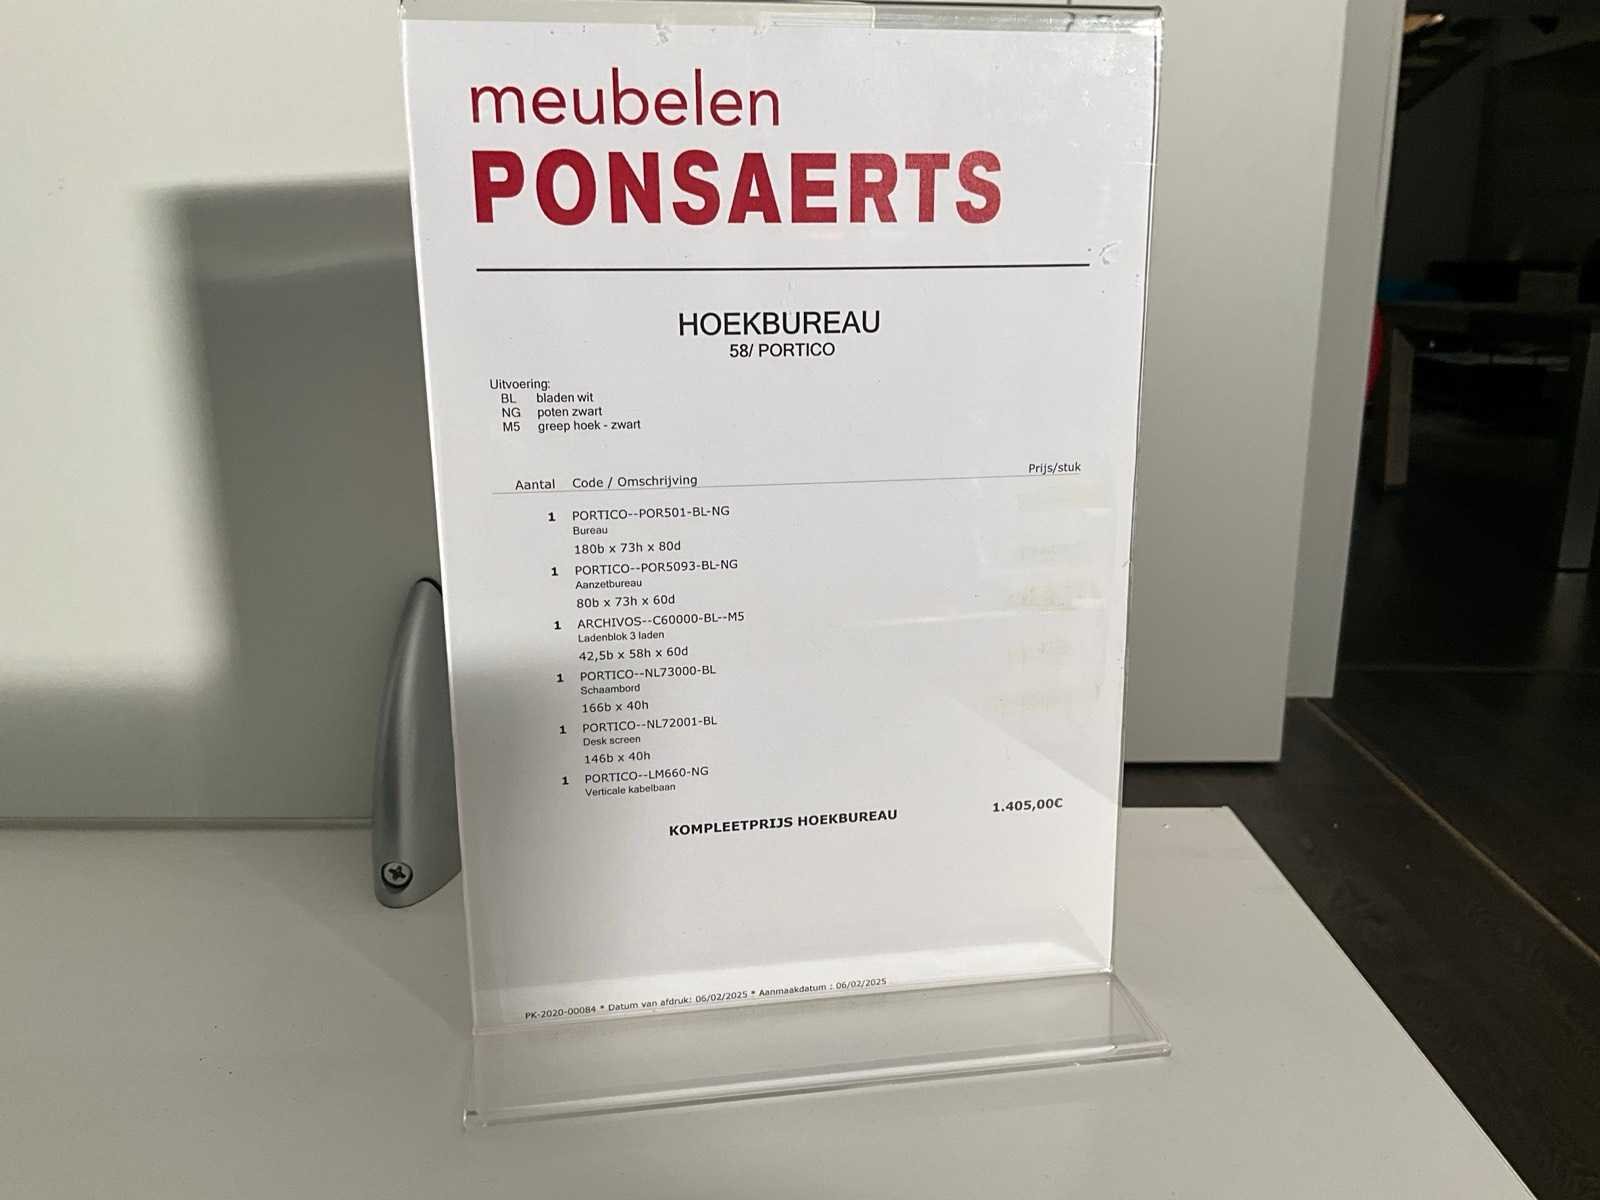 meubelen
PONSAERTS
HOEKBUREAU
58/ PORTICO
Uitvoering:
BL bladen wit
NG poten zwart
M5 greep hoek - zwart
Aantal Code / Omschrijving Prijs/stuk
1 PORTICO--POR501-BL-NG
Bureau
180b x 73h x 80d
1 PORTICO--POR5093-BL-NG
Aanzetbureau
80b x 73h x 60d
1 ARCHIVOS--C60000-BL--M5
Ladenblok 3 laden
42,5b x 58h x 60d
1 PORTICO--NL73000-BL
Schaambord
166b x 40h
1 PORTICO--NL72001-BL
Desk screen
146b x 40h
1 PORTICO--LM660-NG
Verticale kabelbaan
KOMPLEETPRIJS HOEKBUREAU 1.405,00€
PK-2020-00084 * Datum van afdruk: 06/02/2025 * Aanmaakdatum : 06/02/2025